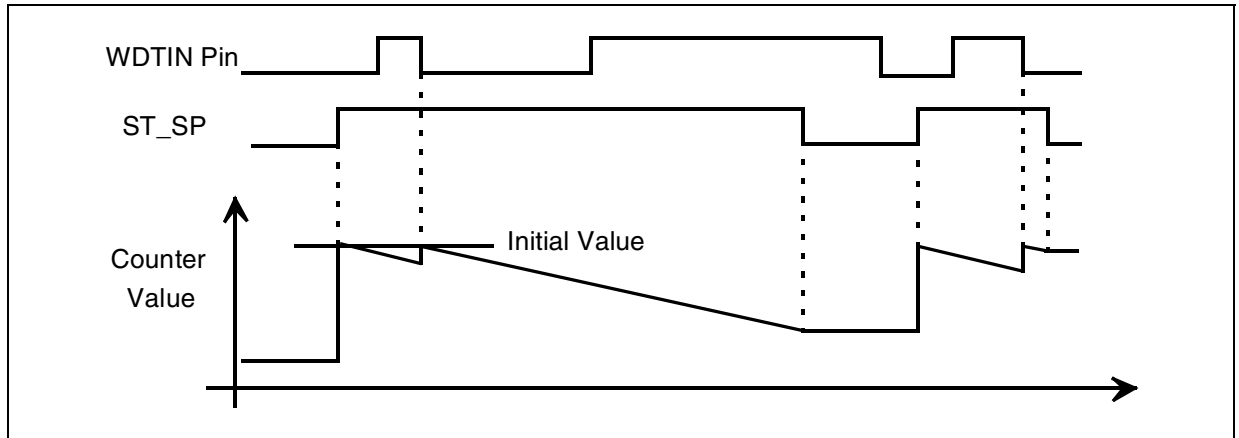 WDTIN Pin
ST_SP
Initial Value
Counter
Value